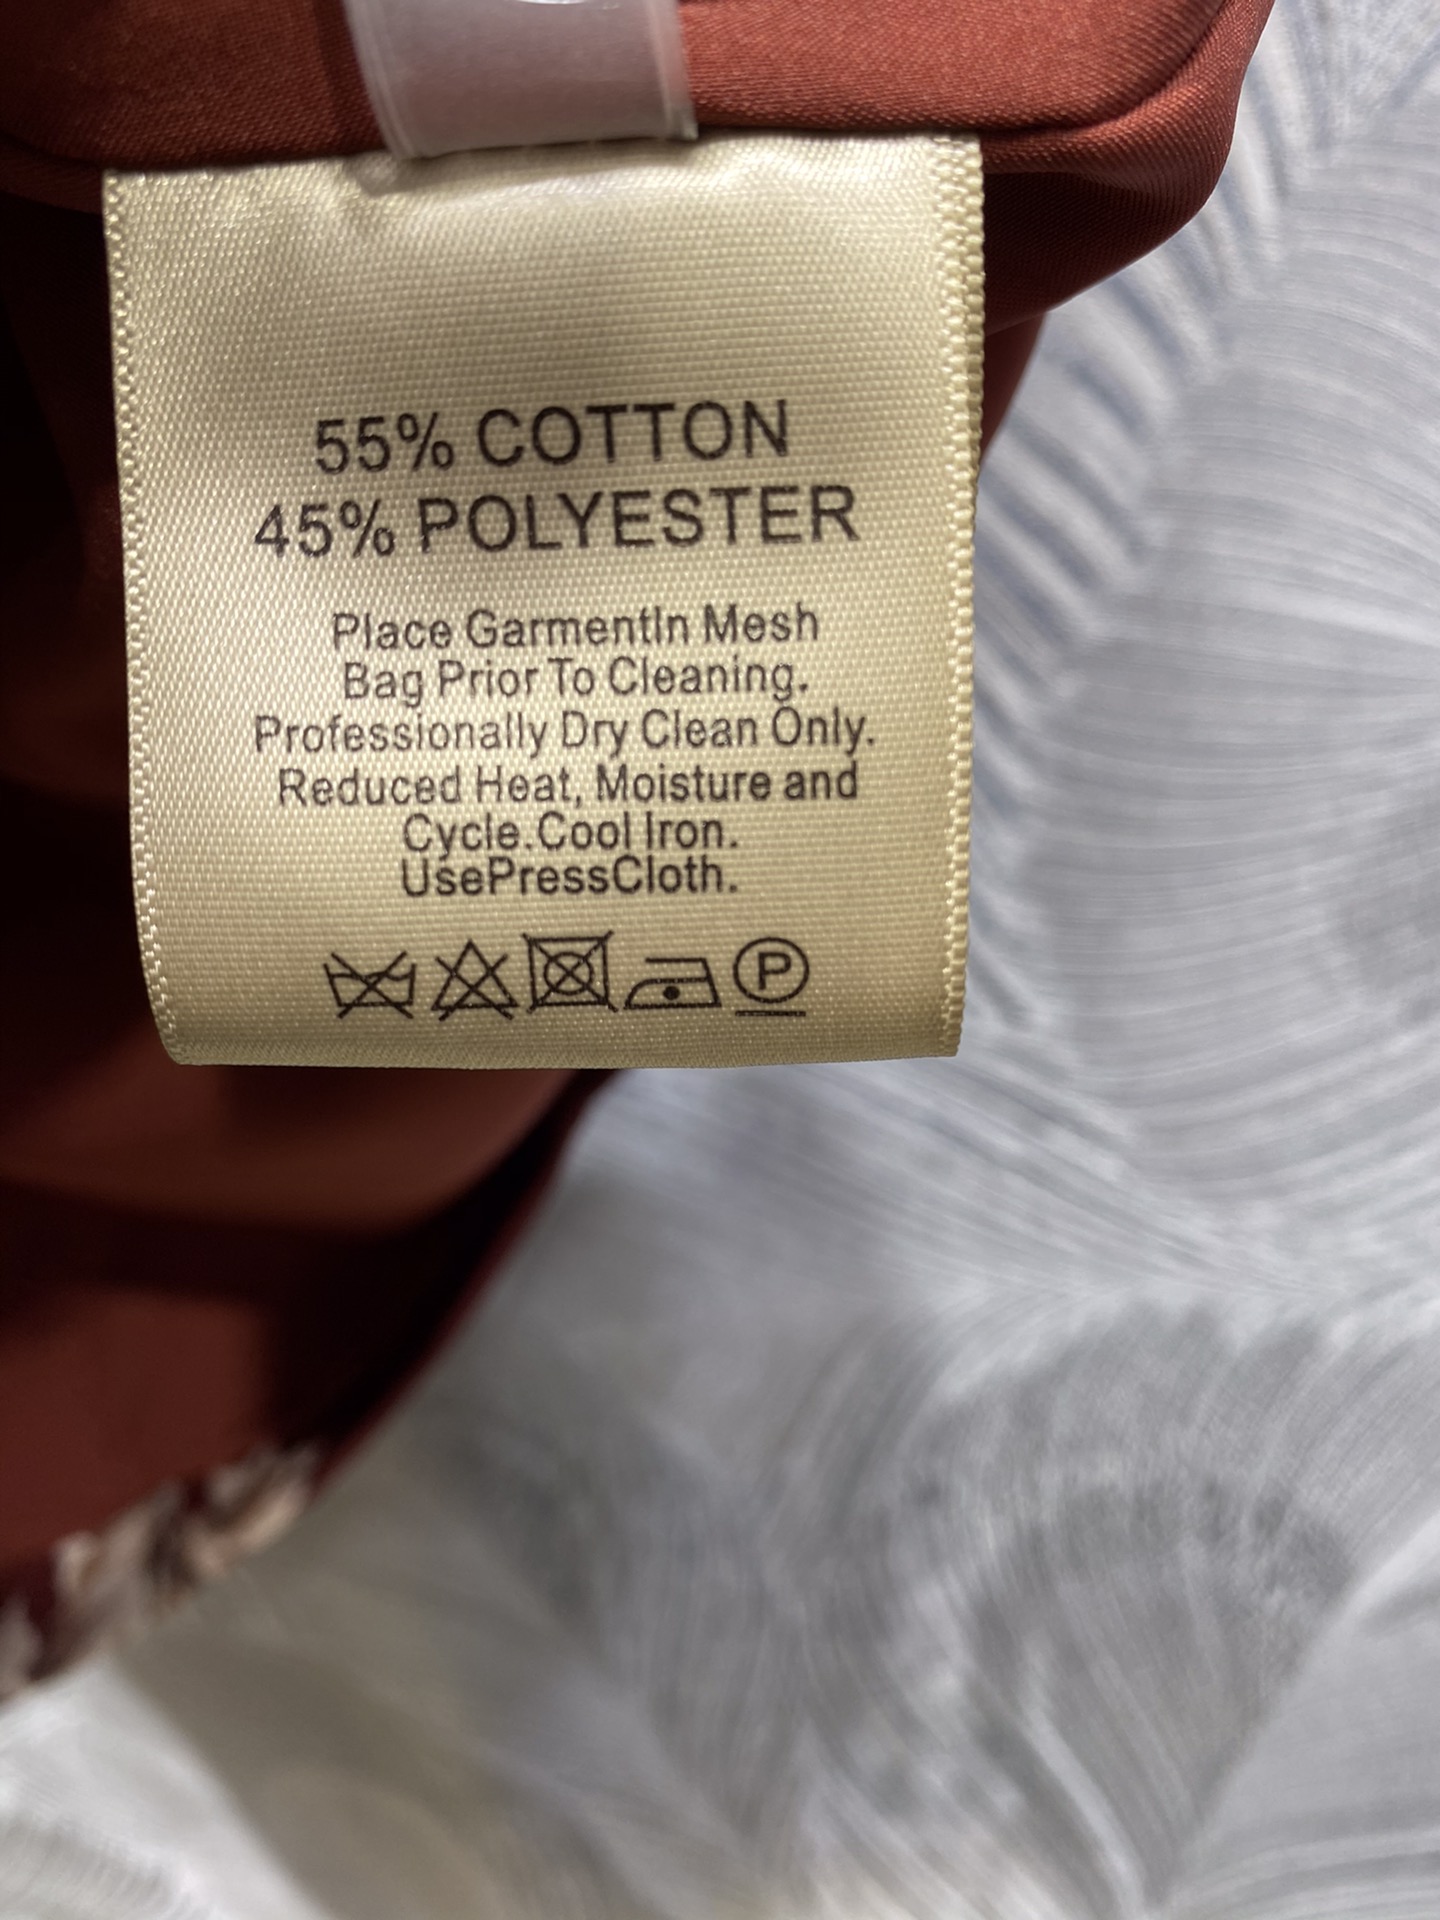 55% COTTON
45% POLYESTER
Place GarmentIn Mesh
Bag Prior To Cleaning.
Professionally Dry Clean Only.
Reduced Heat, Moisture and
Cycle.Cool Iron.
UsePressCloth.
P